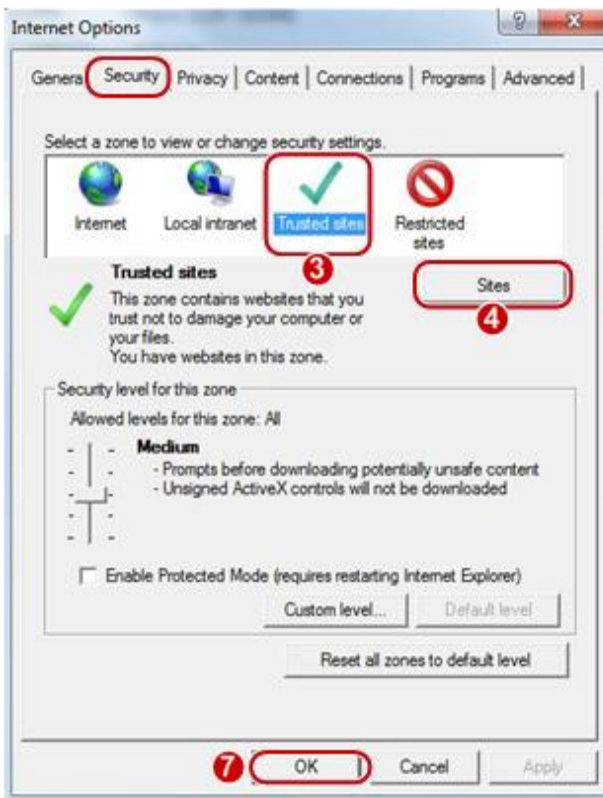 Internet Options
General Security Privacy Content Connections Programs Advanced
Select a zone to view or change security settings.
Internet Local intranet Trusted sites Restricted sites
3
Trusted sites
Sites
4
This zone contains websites that you
trust not to damage your computer or
your files.
You have websites in this zone.
Security level for this zone
Allowed levels for this zone: All
Medium
- Prompts before downloading potentially unsafe content
- Unsigned ActiveX controls will not be downloaded
Enable Protected Mode (requires restarting Internet Explorer)
Custom level... Default level
Reset all zones to default level
7 OK Cancel Apply